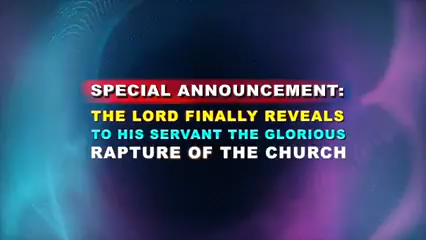 SPECIAL ANNOUNCEMENT:
THE LORD FINALLY REVEALS
TO HIS SERVANT THE GLORIOUS
RAPTURE OF THE CHURCH